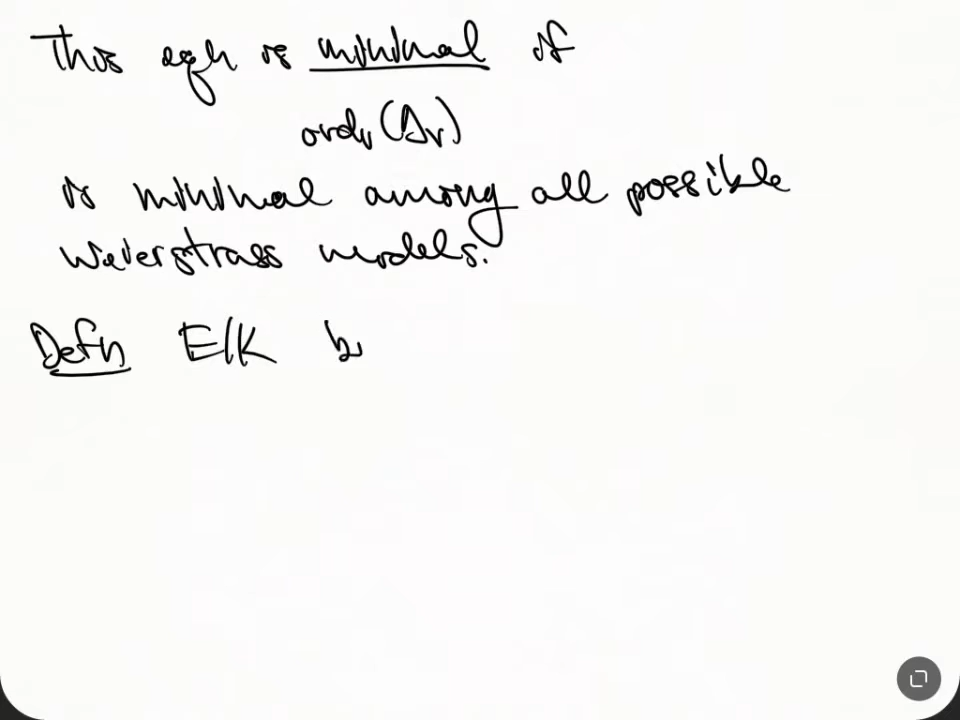 This eqn is minimal if
ord_v(Δ_v)
is minimal among all possible
Weierstrass models.
Defn E/K b